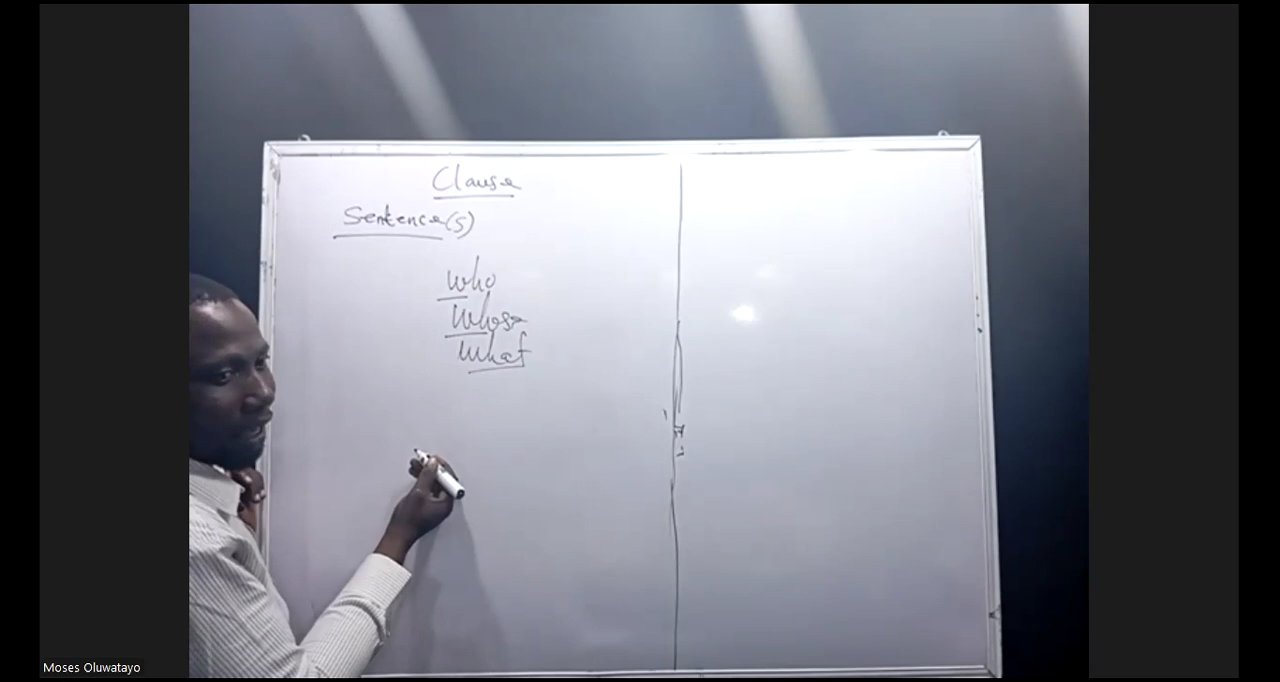 Clause
Sentence(s)
who
Whose
What
Moses Oluwatayo